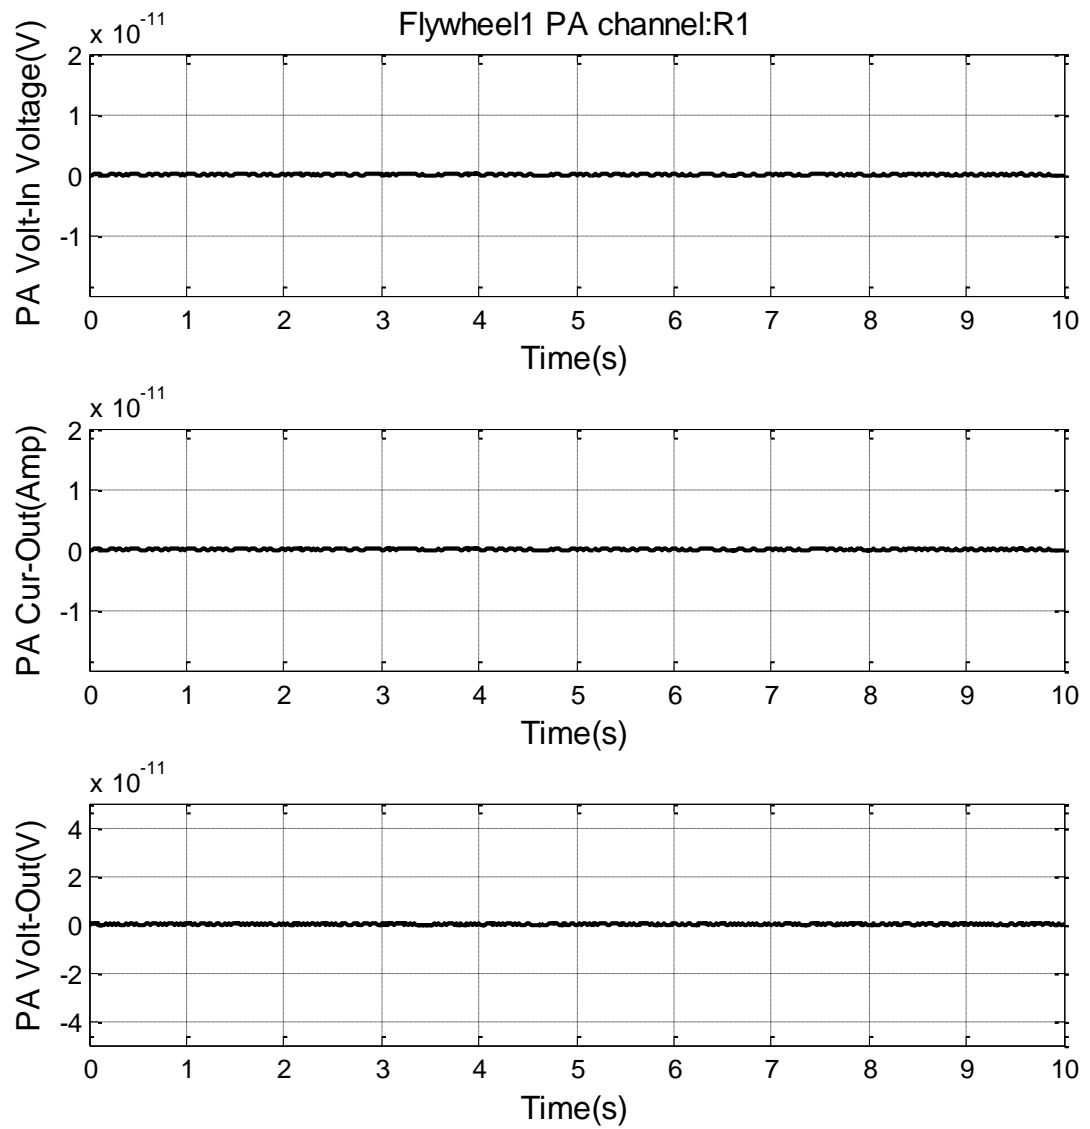 Flywheel1 PA channel:R1
x 10^-11
PA Volt-In Voltage(V)
2
1
0
-1
0 1 2 3 4 5 6 7 8 9 10
Time(s)
x 10^-11
PA Cur-Out(Amp)
2
1
0
-1
0 1 2 3 4 5 6 7 8 9 10
Time(s)
x 10^-11
PA Volt-Out(V)
4
2
0
-2
-4
0 1 2 3 4 5 6 7 8 9 10
Time(s)